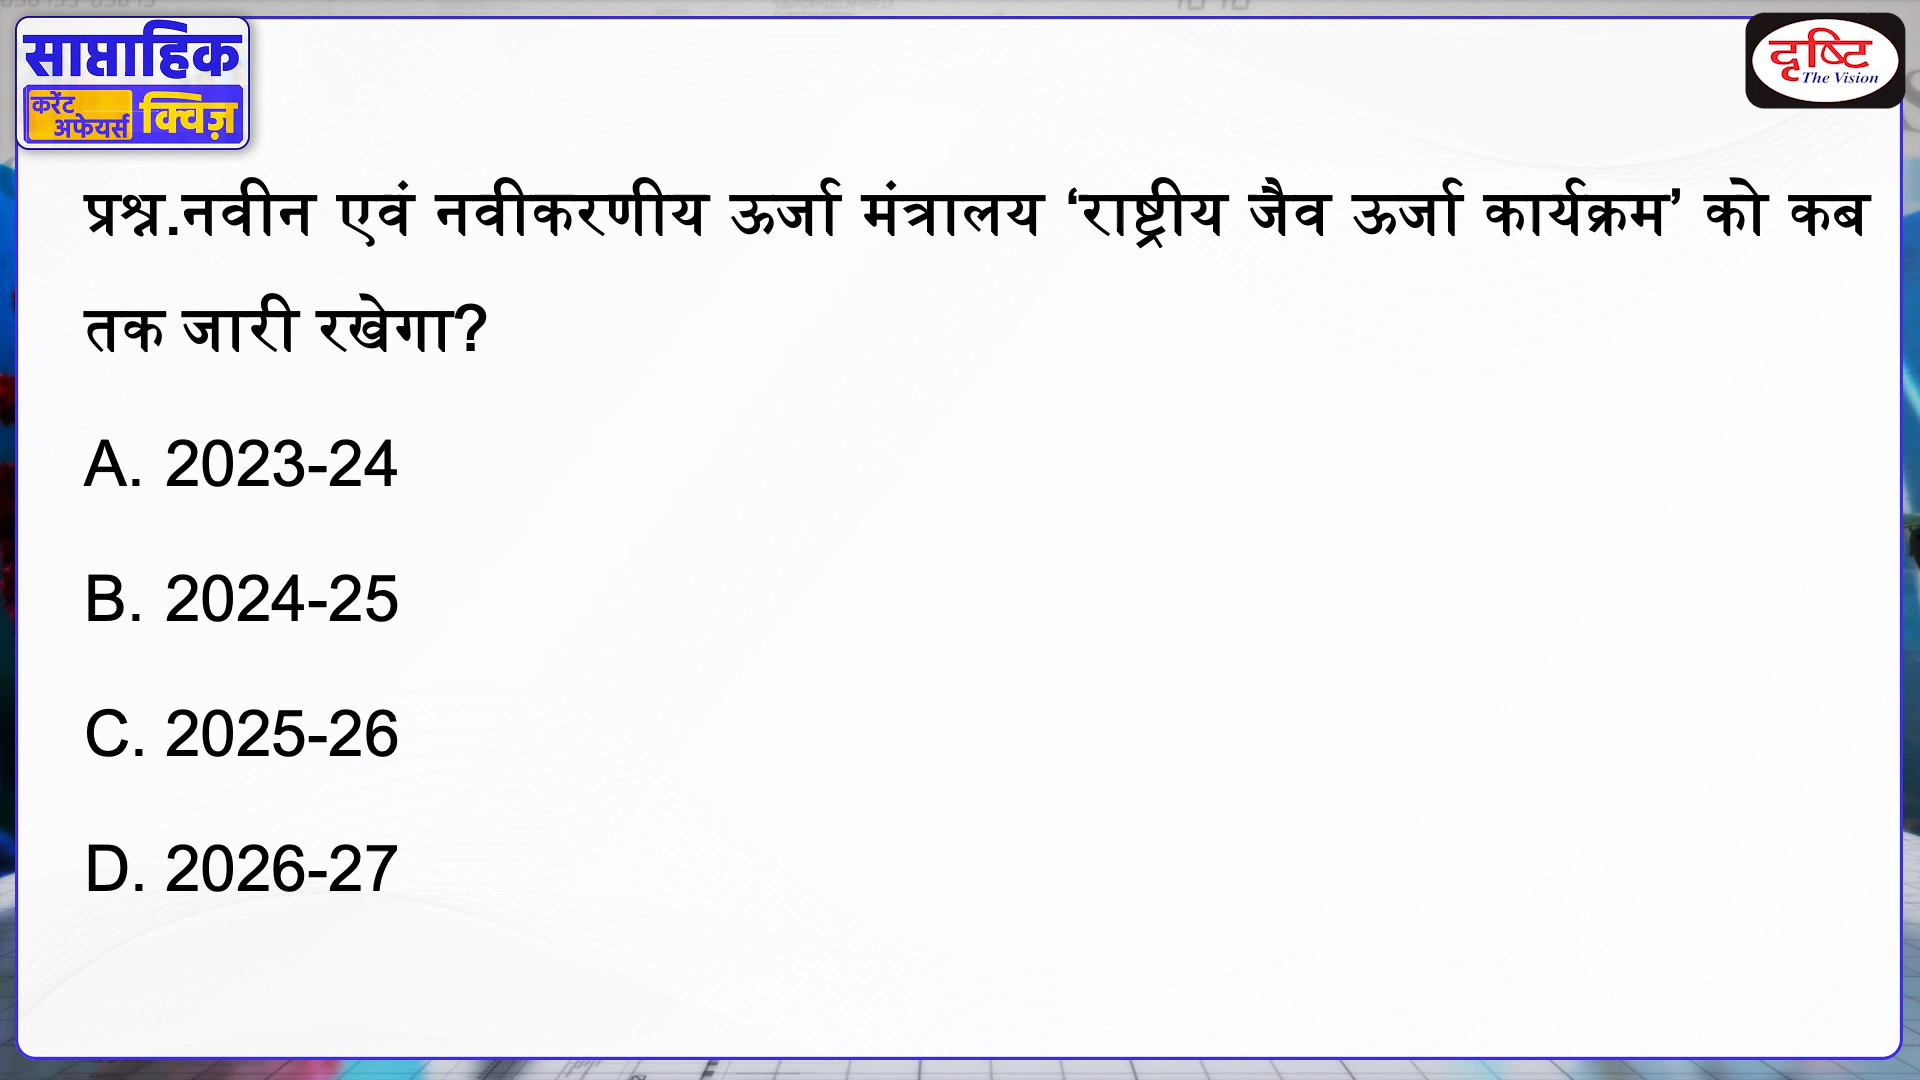 साप्ताहिक
करेंट
अफेयर्स क्विज़
दृष्टि
The Vision
प्रश्न.नवीन एवं नवीकरणीय ऊर्जा मंत्रालय ‘राष्ट्रीय जैव ऊर्जा कार्यक्रम’ को कब
तक जारी रखेगा?
A. 2023-24
B. 2024-25
C. 2025-26
D. 2026-27